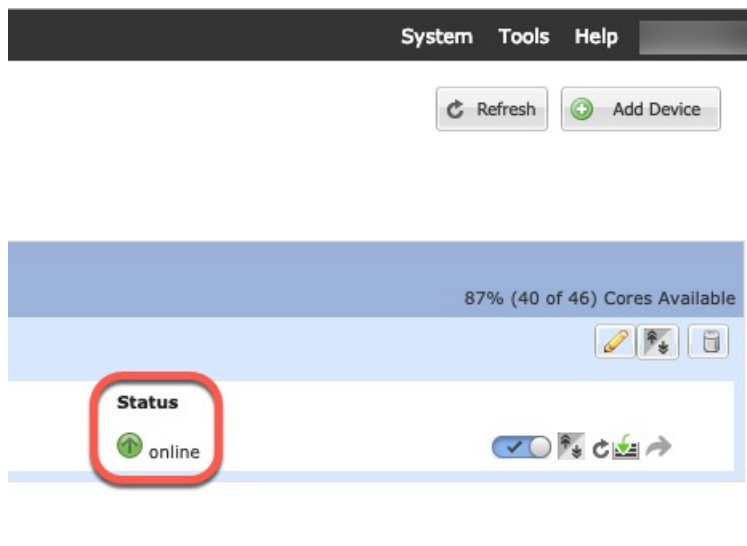 System Tools Help
Refresh Add Device
87% (40 of 46) Cores Available
Status
online